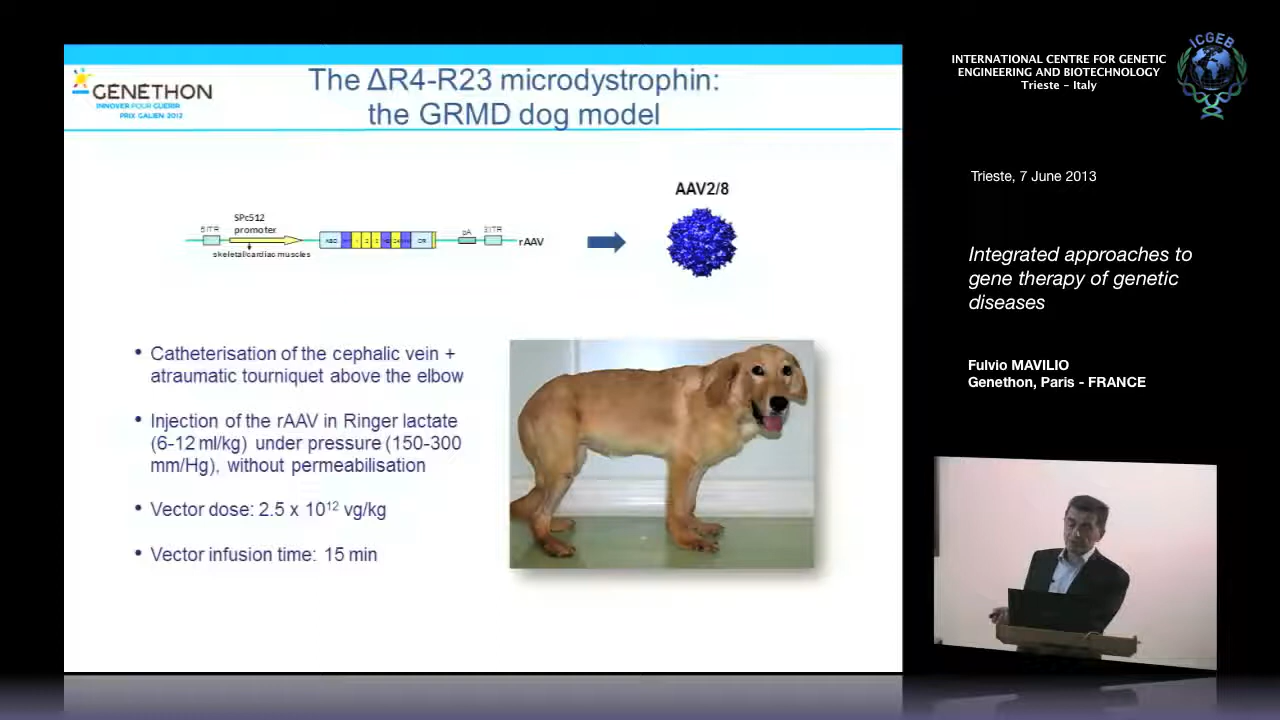 GENETHON
INNOVER POUR GUÉRIR
PRIX GALIEN 2012
The ΔR4-R23 microdystrophin:
the GRMD dog model
AAV2/8
SPc512
promoter
5'ITR
ABD
pA
3'ITR
CR
rAAV
skeletal/cardiac muscles
• Catheterisation of the cephalic vein +
atraumatic tourniquet above the elbow
• Injection of the rAAV in Ringer lactate
(6-12 ml/kg) under pressure (150-300
mm/Hg), without permeabilisation
• Vector dose: 2.5 x 10¹² vg/kg
• Vector infusion time: 15 min
INTERNATIONAL CENTRE FOR GENETIC
ENGINEERING AND BIOTECHNOLOGY
Trieste - Italy
ICGEB
Trieste, 7 June 2013
Integrated approaches to
gene therapy of genetic
diseases
Fulvio MAVILIO
Genethon, Paris - FRANCE